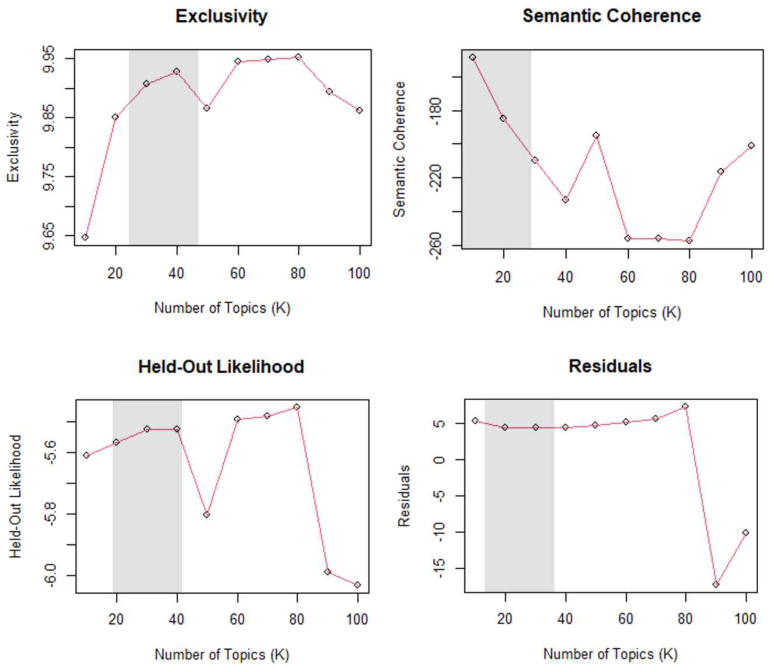 Exclusivity
Exclusivity
9.95
9.85
9.75
9.65
20 40 60 80 100
Number of Topics (K)
Semantic Coherence
Semantic Coherence
-180
-220
-260
20 40 60 80 100
Number of Topics (K)
Held-Out Likelihood
Held-Out Likelihood
-5.6
-5.8
-6.0
20 40 60 80 100
Number of Topics (K)
Residuals
Residuals
5
0
-5
-10
-15
20 40 60 80 100
Number of Topics (K)